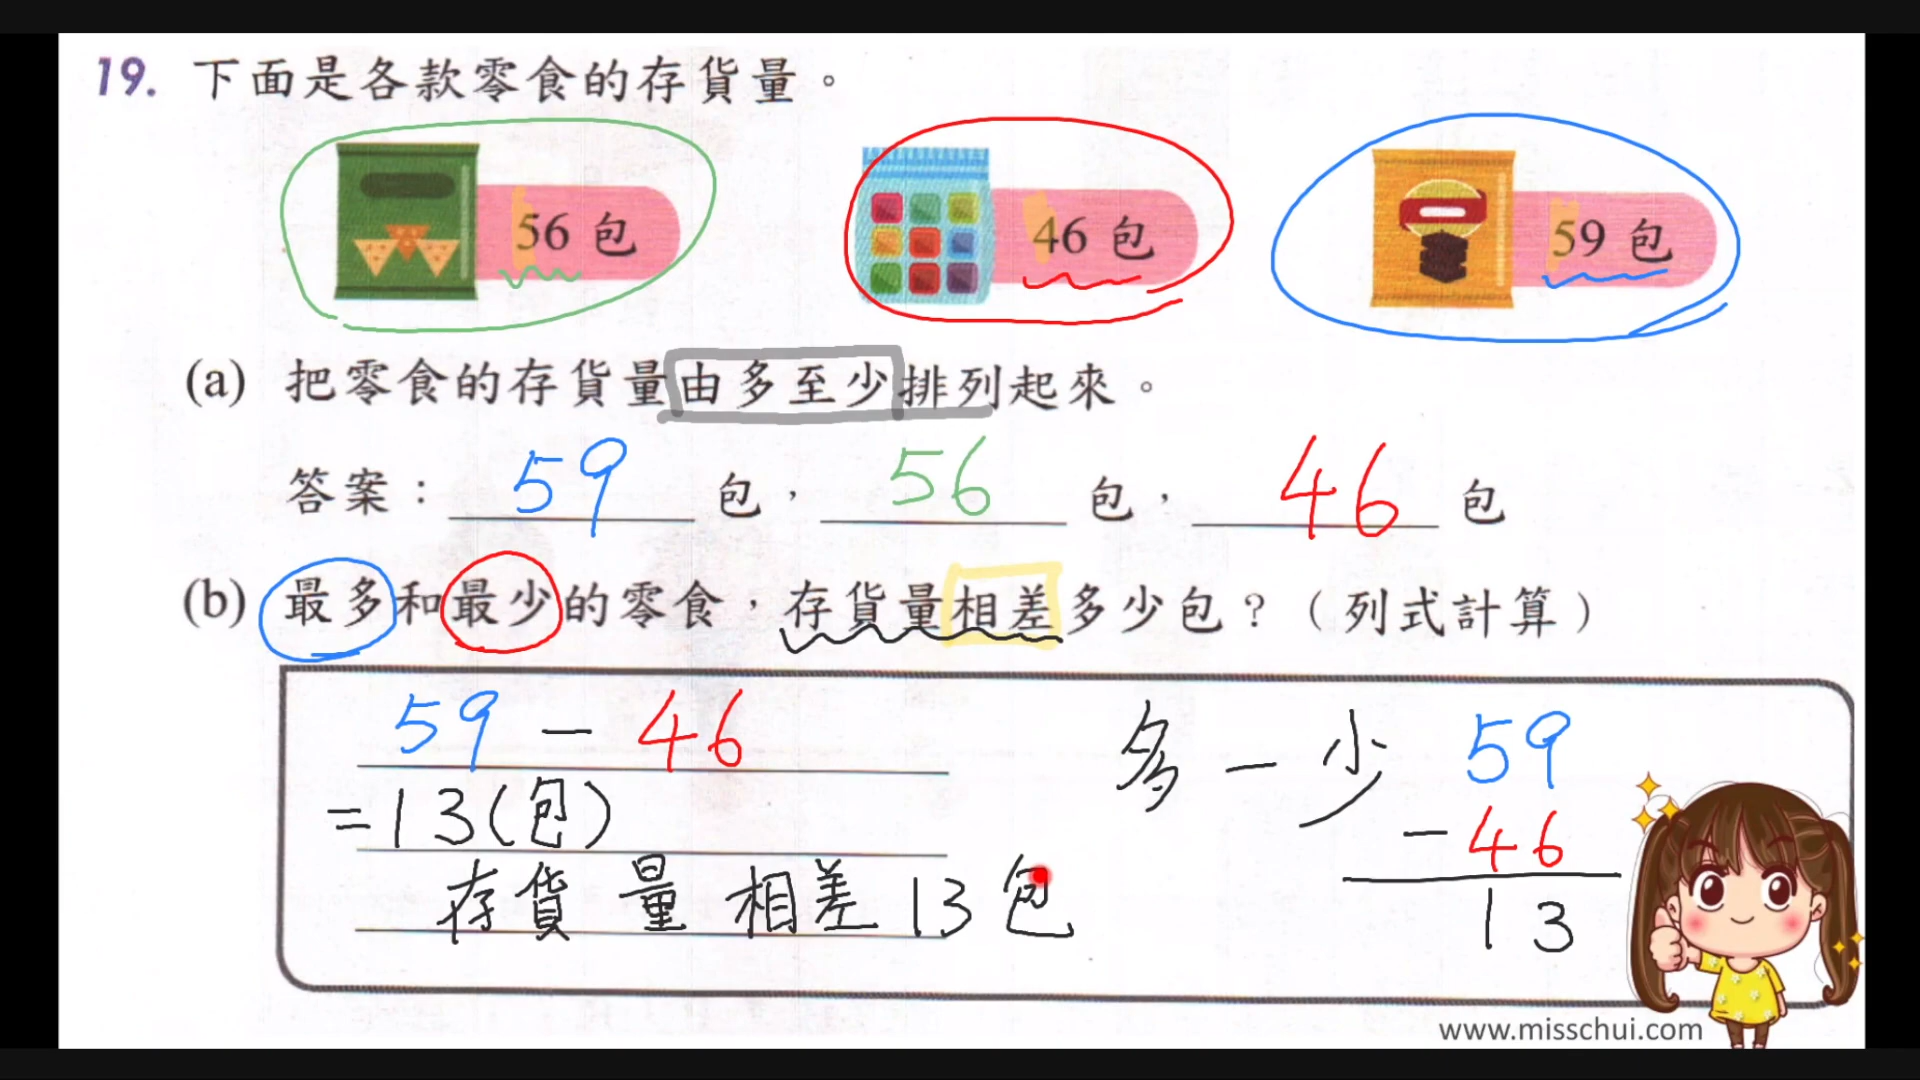 19. 下面是各款零食的存貨量。
56 包 46 包 59 包
(a) 把零食的存貨量由多至少排列起來。
答案：59 包，56 包，46 包
(b) 最多和最少的零食，存貨量相差多少包？（列式計算）
59 - 46
=13(包)
存貨量相差13包
多 - 少
59
-46
13
www.misschui.com